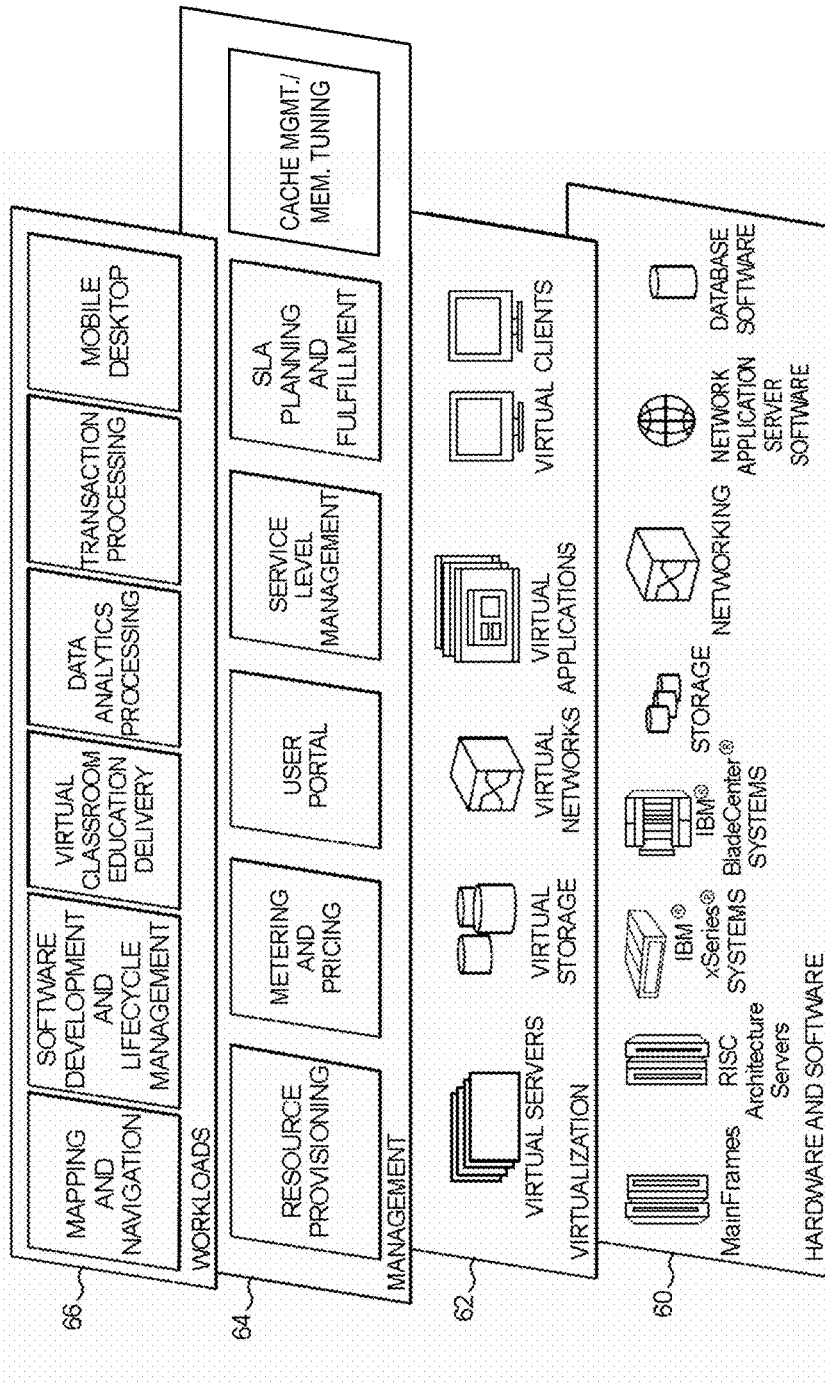 66
MAPPING
AND
NAVIGATION
SOFTWARE
DEVELOPMENT
AND
LIFECYCLE
MANAGEMENT
VIRTUAL
CLASSROOM
EDUCATION
DELIVERY
DATA
ANALYTICS
PROCESSING
TRANSACTION
PROCESSING
MOBILE
DESKTOP
WORKLOADS
64
RESOURCE
PROVISIONING
METERING
AND
PRICING
USER
PORTAL
SERVICE
LEVEL
MANAGEMENT
SLA
PLANNING
AND
FULFILLMENT
CACHE MGMT./
MEM. TUNING
MANAGEMENT
62
VIRTUAL SERVERS
VIRTUAL
STORAGE
VIRTUAL
NETWORKS
VIRTUAL
APPLICATIONS
VIRTUAL CLIENTS
VIRTUALIZATION
60
MainFrames
RISC
Architecture
Servers
IBM®
xSeries®
SYSTEMS
IBM®
BladeCenter®
SYSTEMS
STORAGE
NETWORKING
NETWORK
APPLICATION
SERVER
SOFTWARE
DATABASE
SOFTWARE
HARDWARE AND SOFTWARE